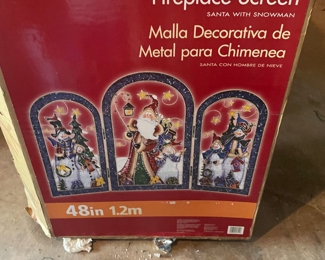 Fireplace Screen
SANTA WITH SNOWMAN
Malla Decorativa de
Metal para Chimenea
SANTA CON HOMBRE DE NIEVE
48in 1.2m